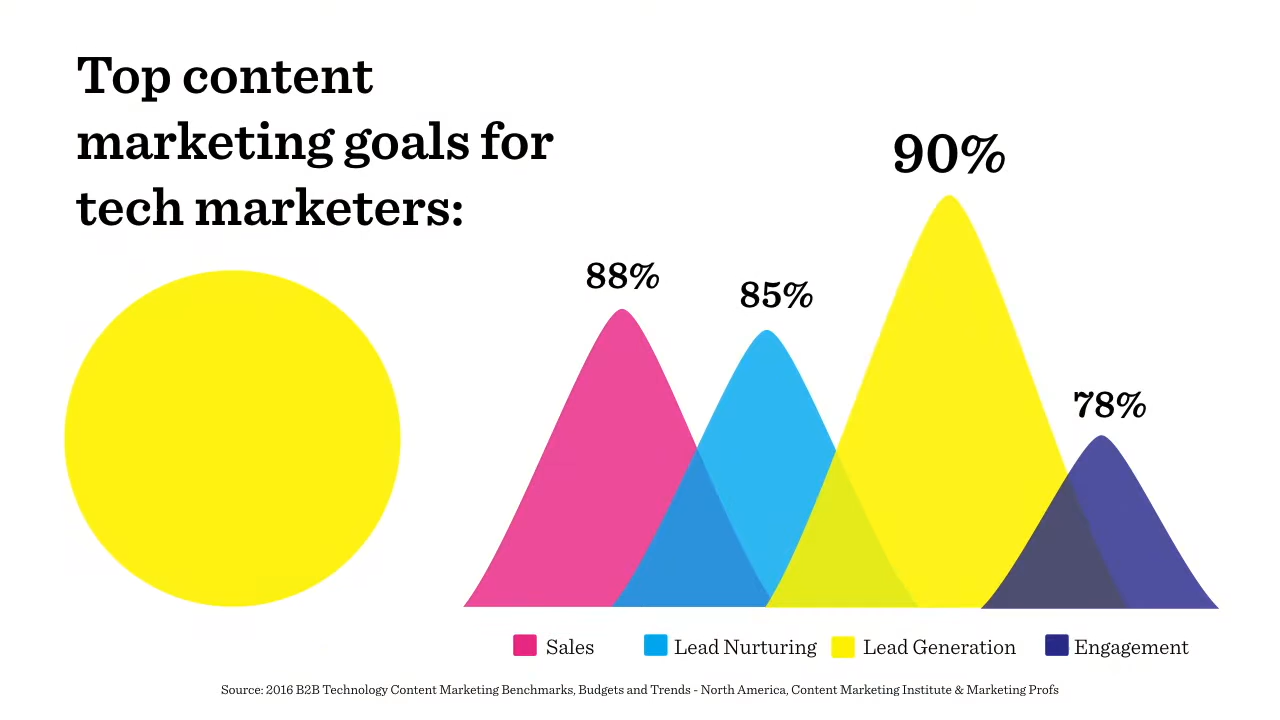 Top content
marketing goals for
tech marketers:
90%
88%
85%
78%
Sales
Lead Nurturing
Lead Generation
Engagement
Source: 2016 B2B Technology Content Marketing Benchmarks, Budgets and Trends - North America, Content Marketing Institute & Marketing Profs